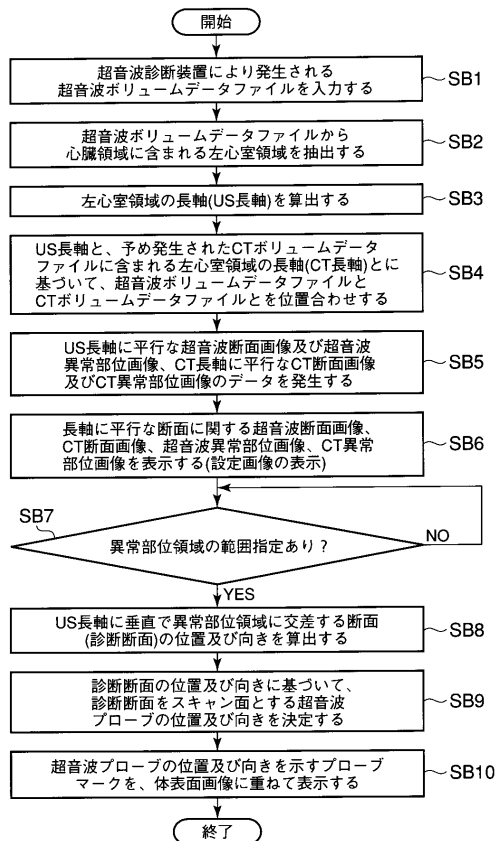 開始
超音波診断装置により発生される
超音波ボリュームデータファイルを入力する
SB1
超音波ボリュームデータファイルから
心臓領域に含まれる左心室領域を抽出する
SB2
左心室領域の長軸(US長軸)を算出する
SB3
US長軸と、予め発生されたCTボリュームデータ
ファイルに含まれる左心室領域の長軸(CT長軸)とに
基づいて、超音波ボリュームデータファイルと
CTボリュームデータファイルとを位置合わせする
SB4
US長軸に平行な超音波断面画像及び超音波
異常部位画像、CT長軸に平行なCT断面画像
及びCT異常部位画像のデータを発生する
SB5
長軸に平行な断面に関する超音波断面画像、
CT断面画像、超音波異常部位画像、CT異常
部位画像を表示する(設定画像の表示)
SB6
SB7
異常部位領域の範囲指定あり？
NO
YES
US長軸に垂直で異常部位領域に交差する断面
(診断断面)の位置及び向きを算出する
SB8
診断断面の位置及び向きに基づいて、
診断断面をスキャン面とする超音波
プローブの位置及び向きを決定する
SB9
超音波プローブの位置及び向きを示すプローブ
マークを、体表面画像に重ねて表示する
SB10
終了